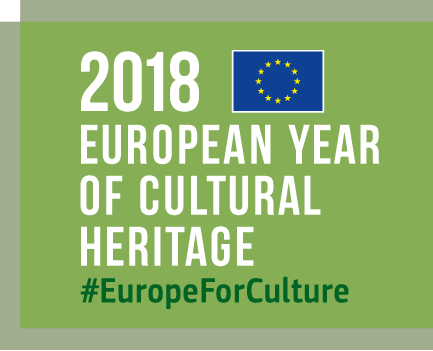 2018
EUROPEAN YEAR
OF CULTURAL
HERITAGE
#EuropeForCulture